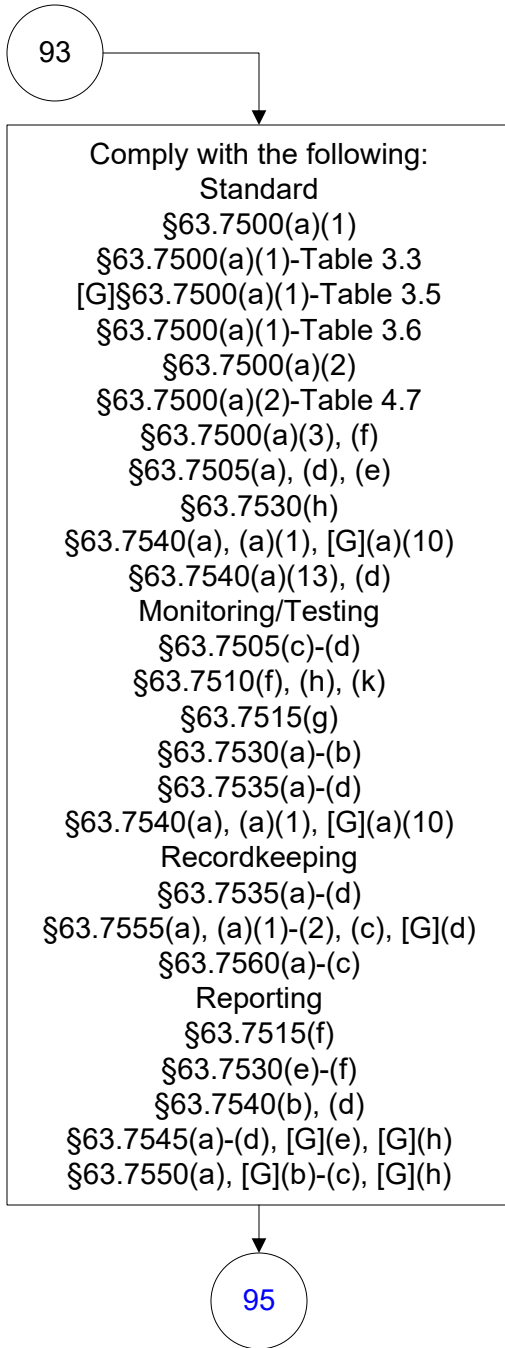 93
Comply with the following:
Standard
§63.7500(a)(1)
§63.7500(a)(1)-Table 3.3
[G]§63.7500(a)(1)-Table 3.5
§63.7500(a)(1)-Table 3.6
§63.7500(a)(2)
§63.7500(a)(2)-Table 4.7
§63.7500(a)(3), (f)
§63.7505(a), (d), (e)
§63.7530(h)
§63.7540(a), (a)(1), [G](a)(10)
§63.7540(a)(13), (d)
Monitoring/Testing
§63.7505(c)-(d)
§63.7510(f), (h), (k)
§63.7515(g)
§63.7530(a)-(b)
§63.7535(a)-(d)
§63.7540(a), (a)(1), [G](a)(10)
Recordkeeping
§63.7535(a)-(d)
§63.7555(a), (a)(1)-(2), (c), [G](d)
§63.7560(a)-(c)
Reporting
§63.7515(f)
§63.7530(e)-(f)
§63.7540(b), (d)
§63.7545(a)-(d), [G](e), [G](h)
§63.7550(a), [G](b)-(c), [G](h)
95